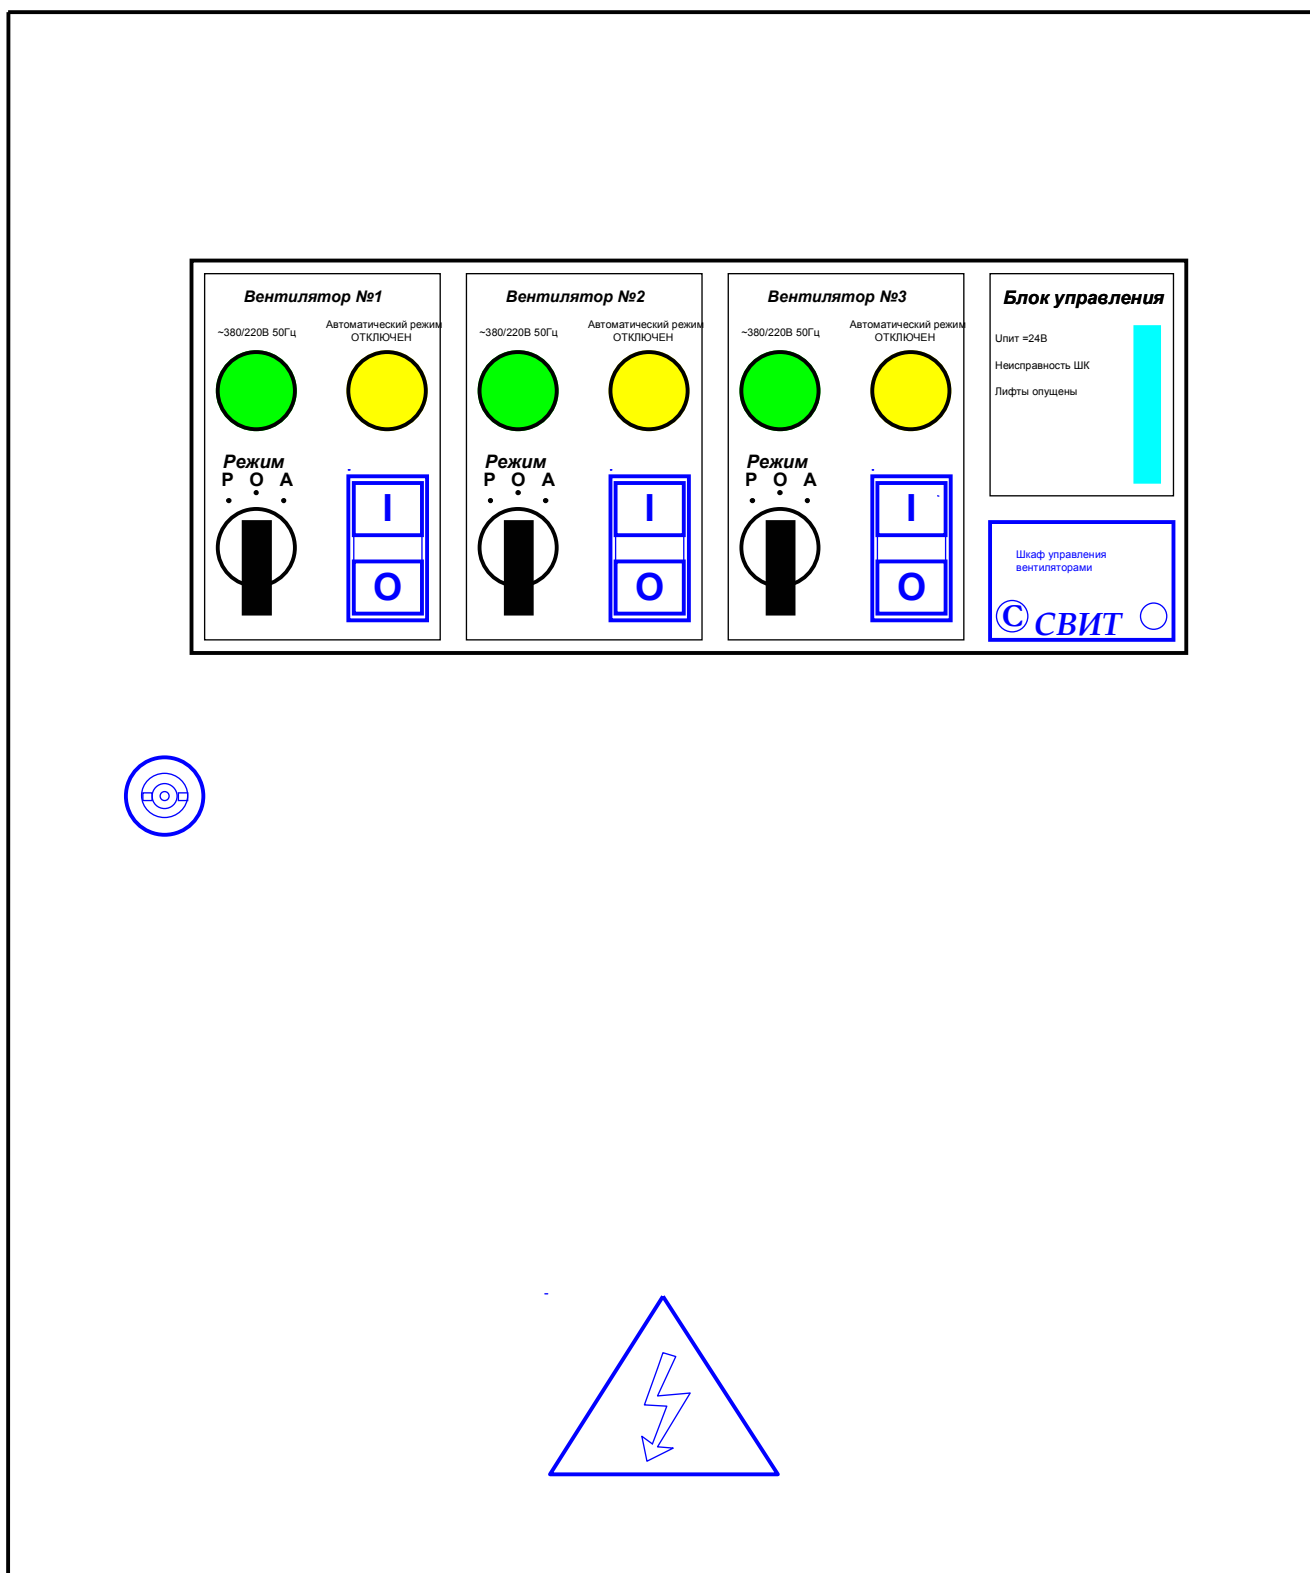 Вентилятор №1
~380/220В 50Гц
Автоматический режим
ОТКЛЮЧЕН
Режим
Р О А
I
O
Вентилятор №2
~380/220В 50Гц
Автоматический режим
ОТКЛЮЧЕН
Режим
Р О А
I
O
Вентилятор №3
~380/220В 50Гц
Автоматический режим
ОТКЛЮЧЕН
Режим
Р О А
I
O
Блок управления
Uпит =24В
Неисправность ШК
Лифты опущены
Шкаф управления
вентиляторами
© СВИТ